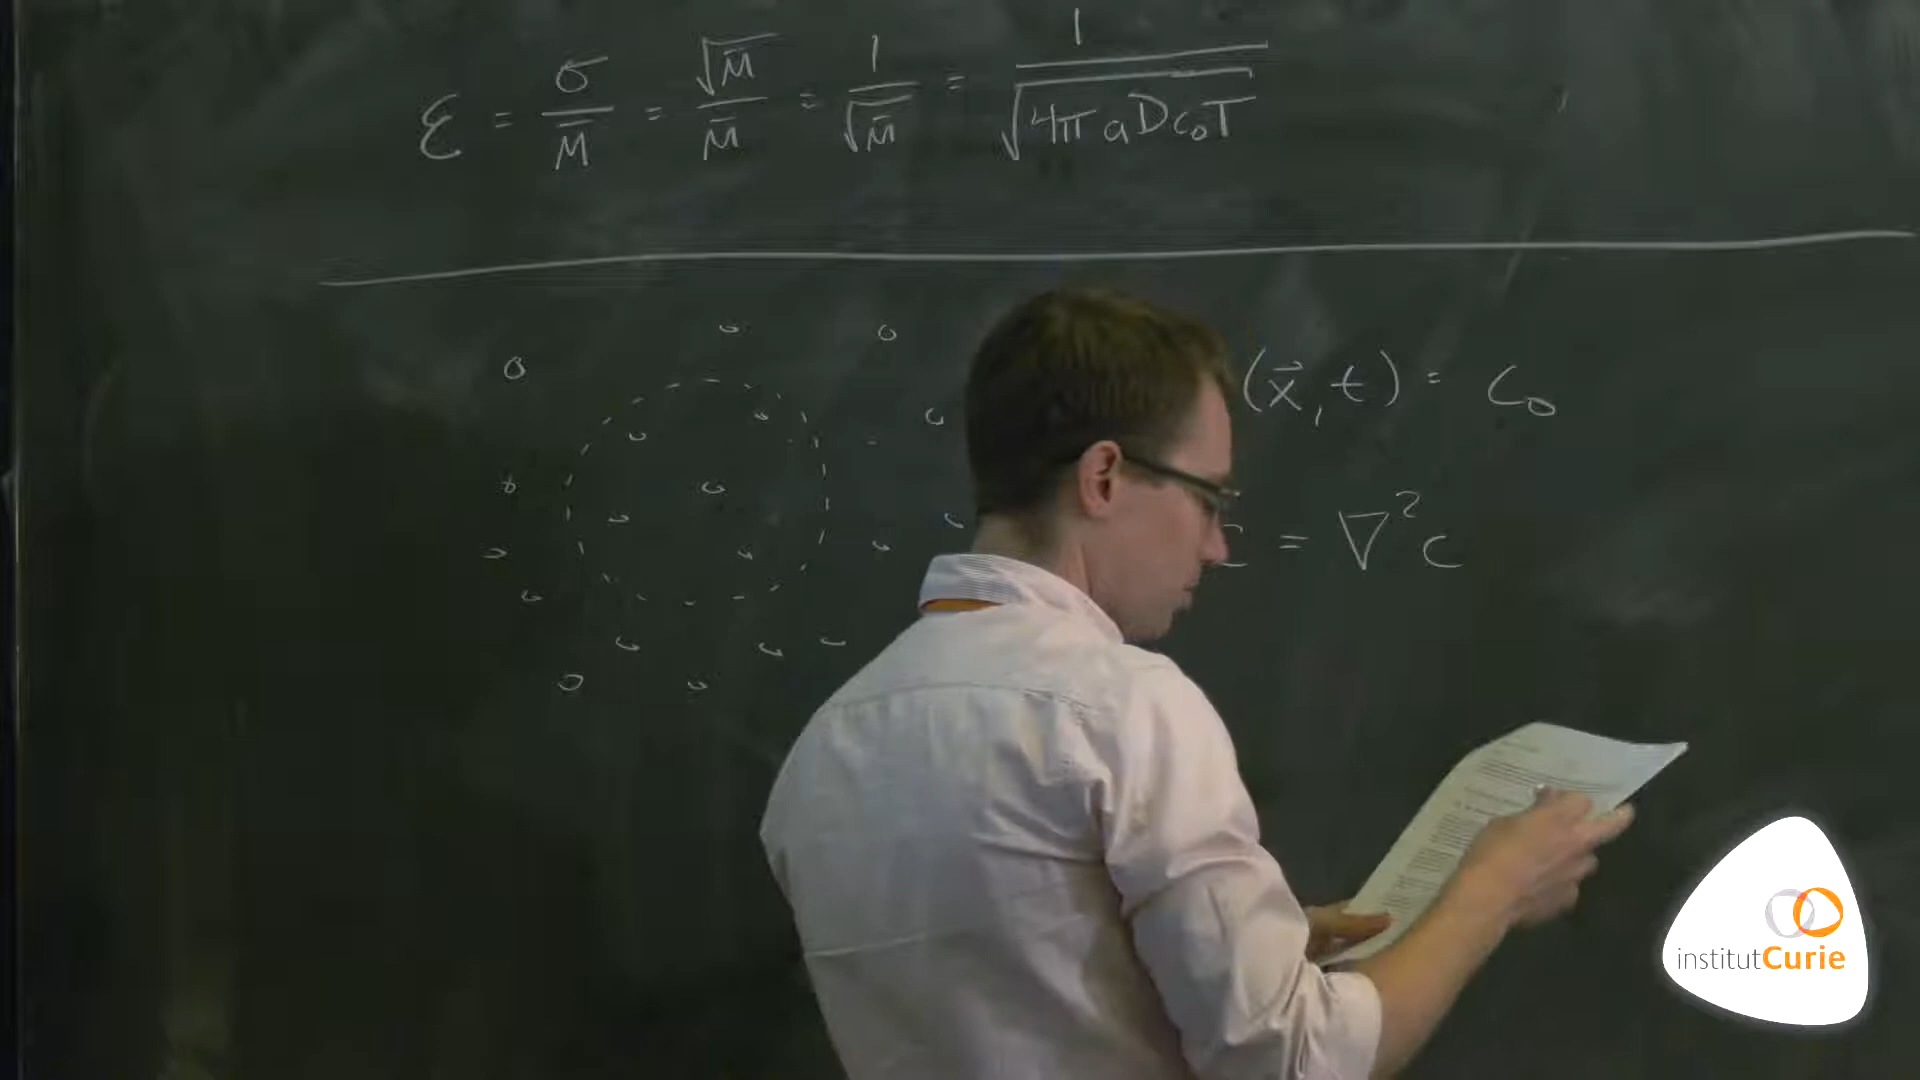 ε = σ/M̄ = √M̄/M̄ = 1/√M̄ = 1/√4π a D c₀ T
(x⃗, t) = c₀
c = ∇²c
institutCurie